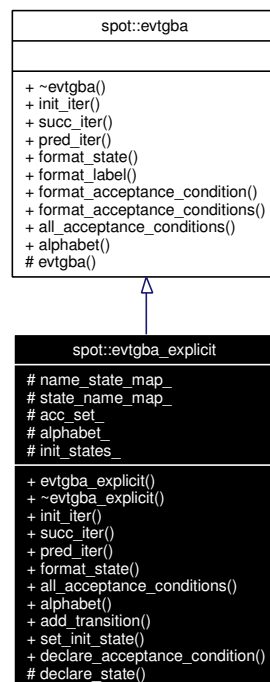 spot::evtgba
+ ~evtgba()
+ init_iter()
+ succ_iter()
+ pred_iter()
+ format_state()
+ format_label()
+ format_acceptance_condition()
+ format_acceptance_conditions()
+ all_acceptance_conditions()
+ alphabet()
# evtgba()
spot::evtgba_explicit
# name_state_map_
# state_name_map_
# acc_set_
# alphabet_
# init_states_
+ evtgba_explicit()
+ ~evtgba_explicit()
+ init_iter()
+ succ_iter()
+ pred_iter()
+ format_state()
+ all_acceptance_conditions()
+ alphabet()
+ add_transition()
+ set_init_state()
+ declare_acceptance_condition()
# declare_state()